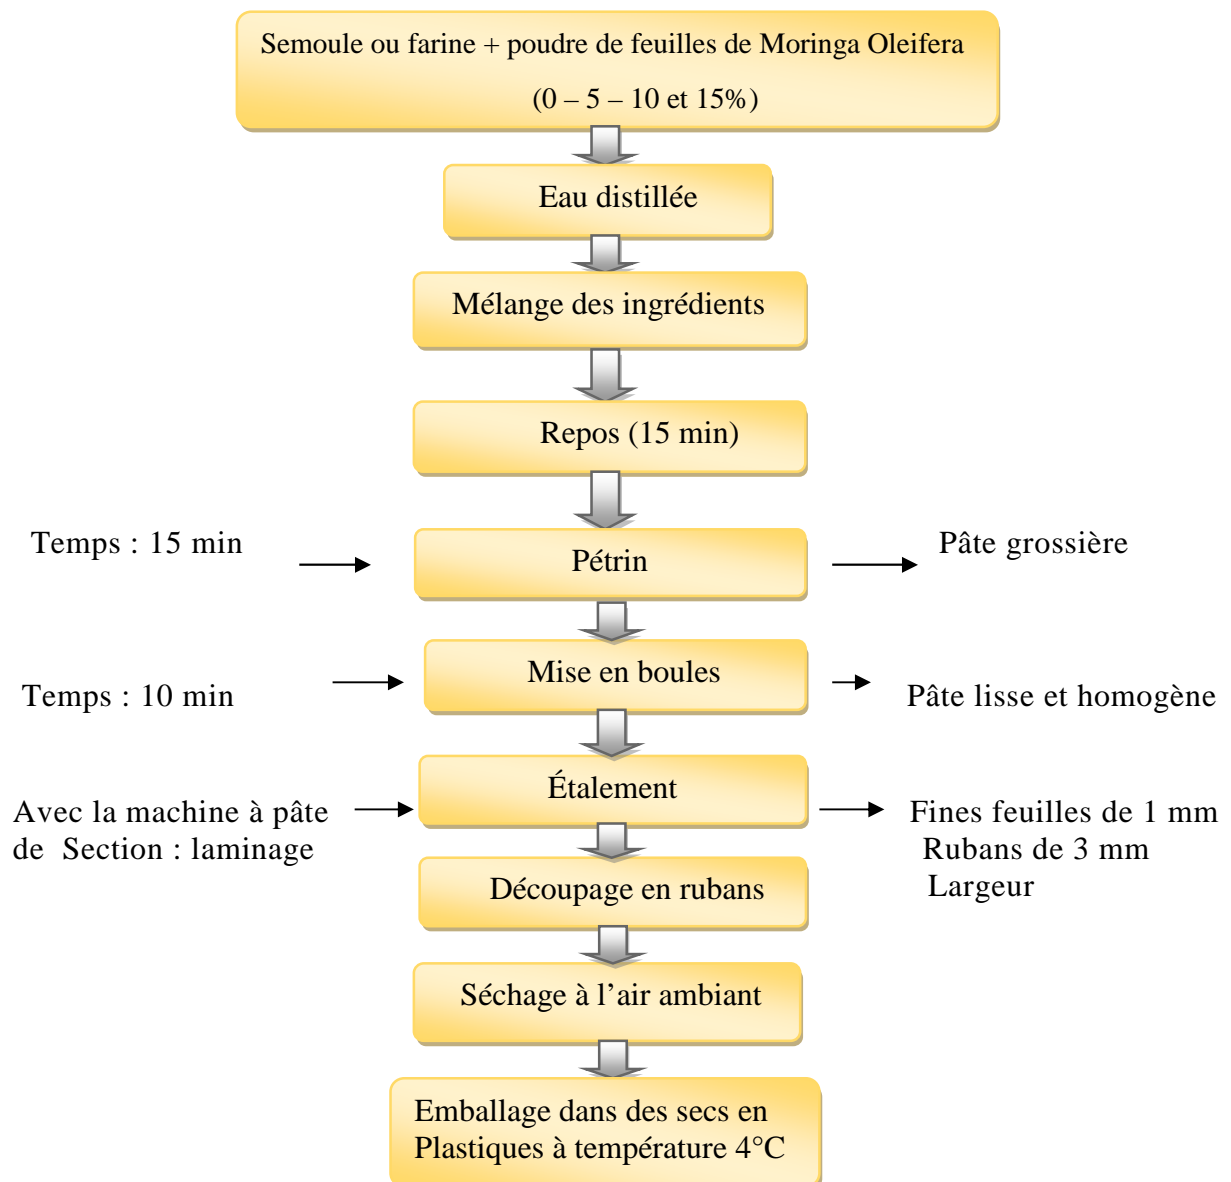 Semoule ou farine + poudre de feuilles de Moringa Oleifera
(0 – 5 – 10 et 15%)
Eau distillée
Mélange des ingrédients
Repos (15 min)
Temps : 15 min
Pétrin
Pâte grossière
Temps : 10 min
Mise en boules
Pâte lisse et homogène
Avec la machine à pâte
de Section : laminage
Étalement
Fines feuilles de 1 mm
Rubans de 3 mm
Largeur
Découpage en rubans
Séchage à l’air ambiant
Emballage dans des secs en
Plastiques à température 4°C